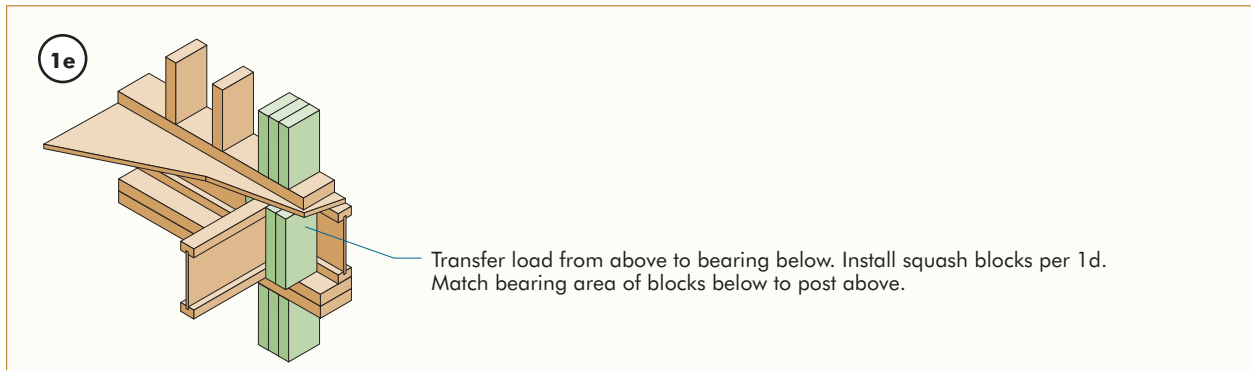 1e
Transfer load from above to bearing below. Install squash blocks per 1d.
Match bearing area of blocks below to post above.